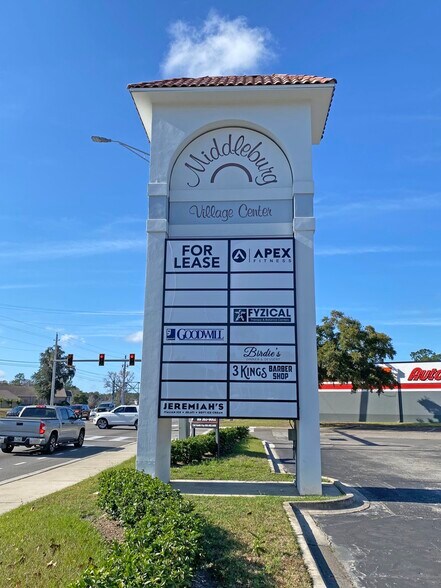 Middleburg
Village Center
FOR
LEASE
APEX
FITNESS
FYZICAL
GOODWILL
Birdie's
3 KINGS BARBER
SHOP
JEREMIAH'S
Auto